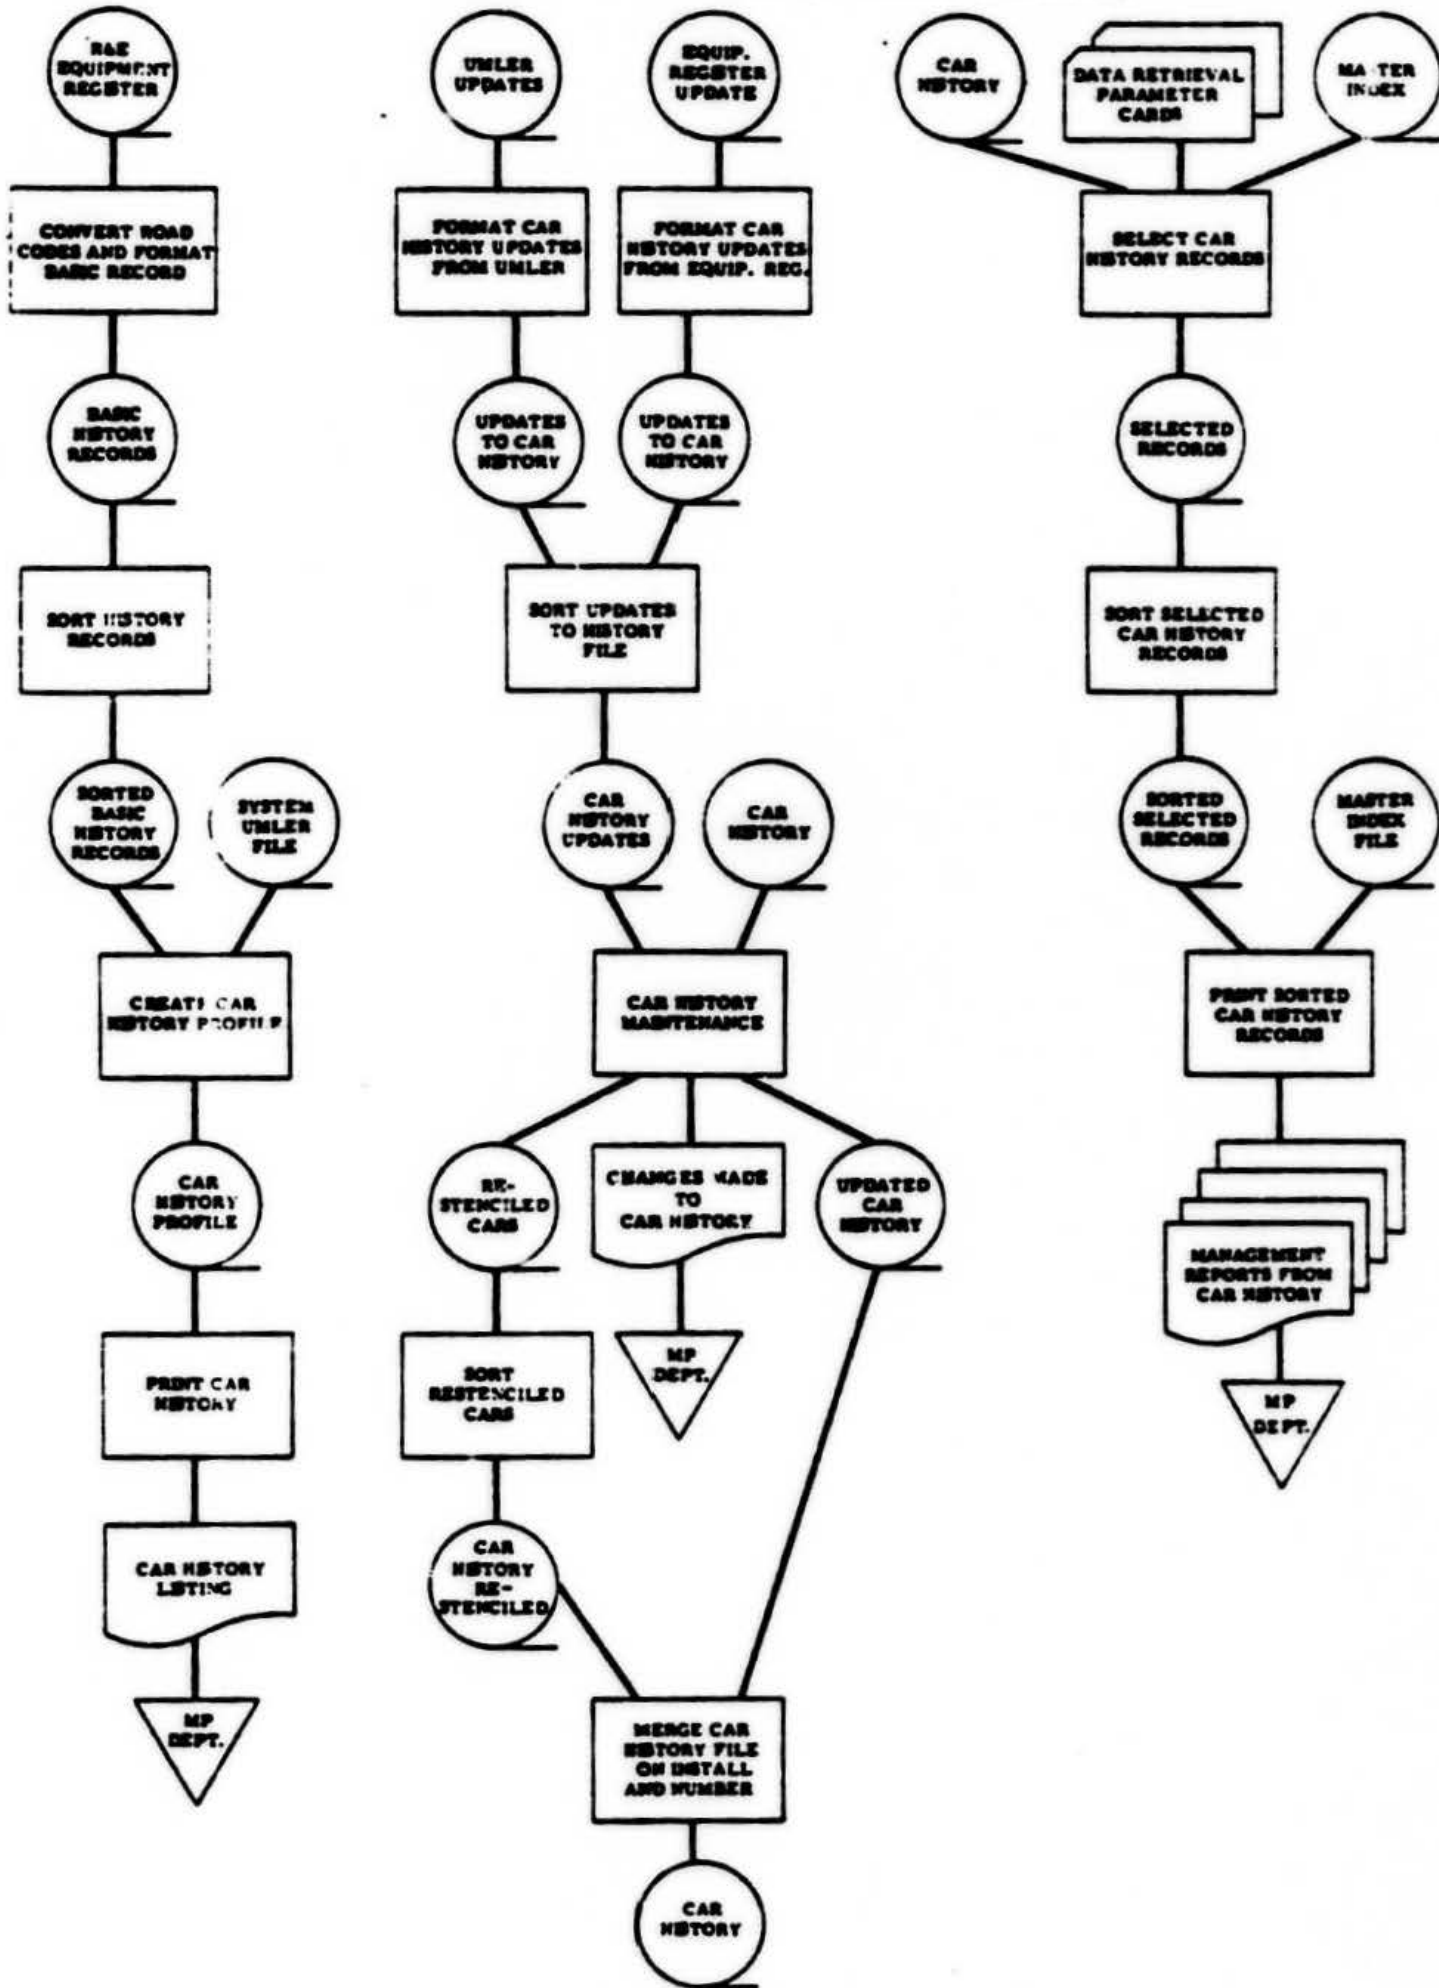 R&E
EQUIPMENT
REGISTER
CONVERT ROAD
CODES AND FORMAT
BASIC RECORD
BASIC
HISTORY
RECORDS
SORT HISTORY
RECORDS
SORTED
BASIC
HISTORY
RECORDS
SYSTEM
UMLER
FILE
CREATE CAR
HISTORY PROFILE
CAR
HISTORY
PROFILE
PRINT CAR
HISTORY
CAR HISTORY
LISTING
MP
DEPT.
UMLER
UPDATES
EQUIP.
REGISTER
UPDATE
FORMAT CAR
HISTORY UPDATES
FROM UMLER
FORMAT CAR
HISTORY UPDATES
FROM EQUIP. REG.
UPDATES
TO CAR
HISTORY
UPDATES
TO CAR
HISTORY
SORT UPDATES
TO HISTORY
FILE
CAR
HISTORY
UPDATES
CAR
HISTORY
CAR HISTORY
MAINTENANCE
RE-
STENCILED
CARS
CHANGES MADE
TO
CAR HISTORY
UPDATED
CAR
HISTORY
SORT
RESTENCILED
CARS
MP
DEPT.
CAR
HISTORY
RE-
STENCILED
MERGE CAR
HISTORY FILE
ON INSTALL
AND NUMBER
CAR
HISTORY
CAR
HISTORY
DATA RETRIEVAL
PARAMETER
CARDS
MASTER
INDEX
SELECT CAR
HISTORY RECORDS
SELECTED
RECORDS
SORT SELECTED
CAR HISTORY
RECORDS
SORTED
SELECTED
RECORDS
MASTER
INDEX
FILE
PRINT SORTED
CAR HISTORY
RECORDS
MANAGEMENT
REPORTS FROM
CAR HISTORY
MP
DEPT.